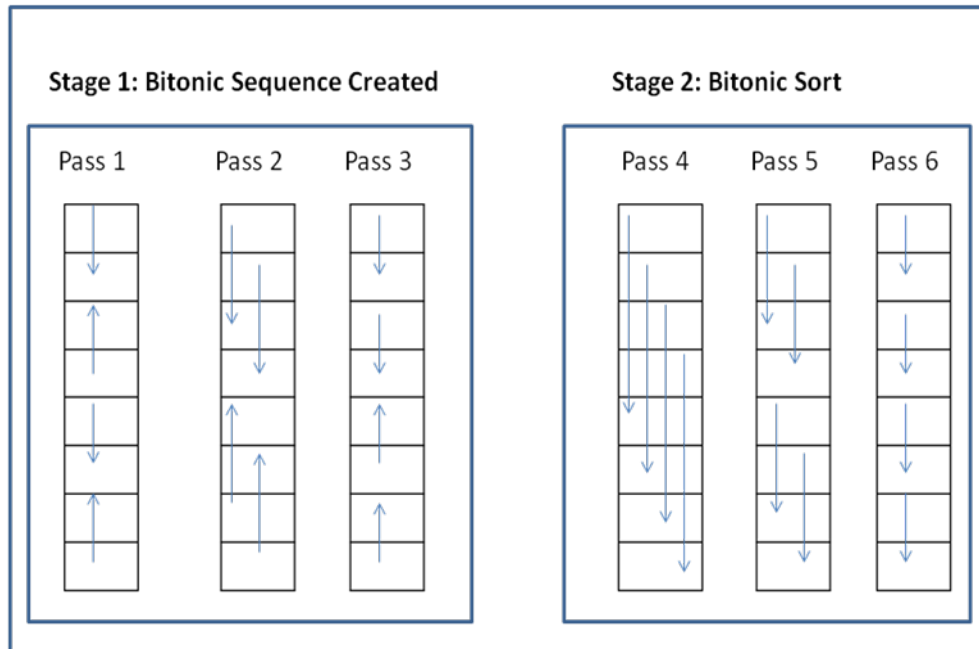 Stage 1: Bitonic Sequence Created
Stage 2: Bitonic Sort
Pass 1
Pass 2
Pass 3
Pass 4
Pass 5
Pass 6